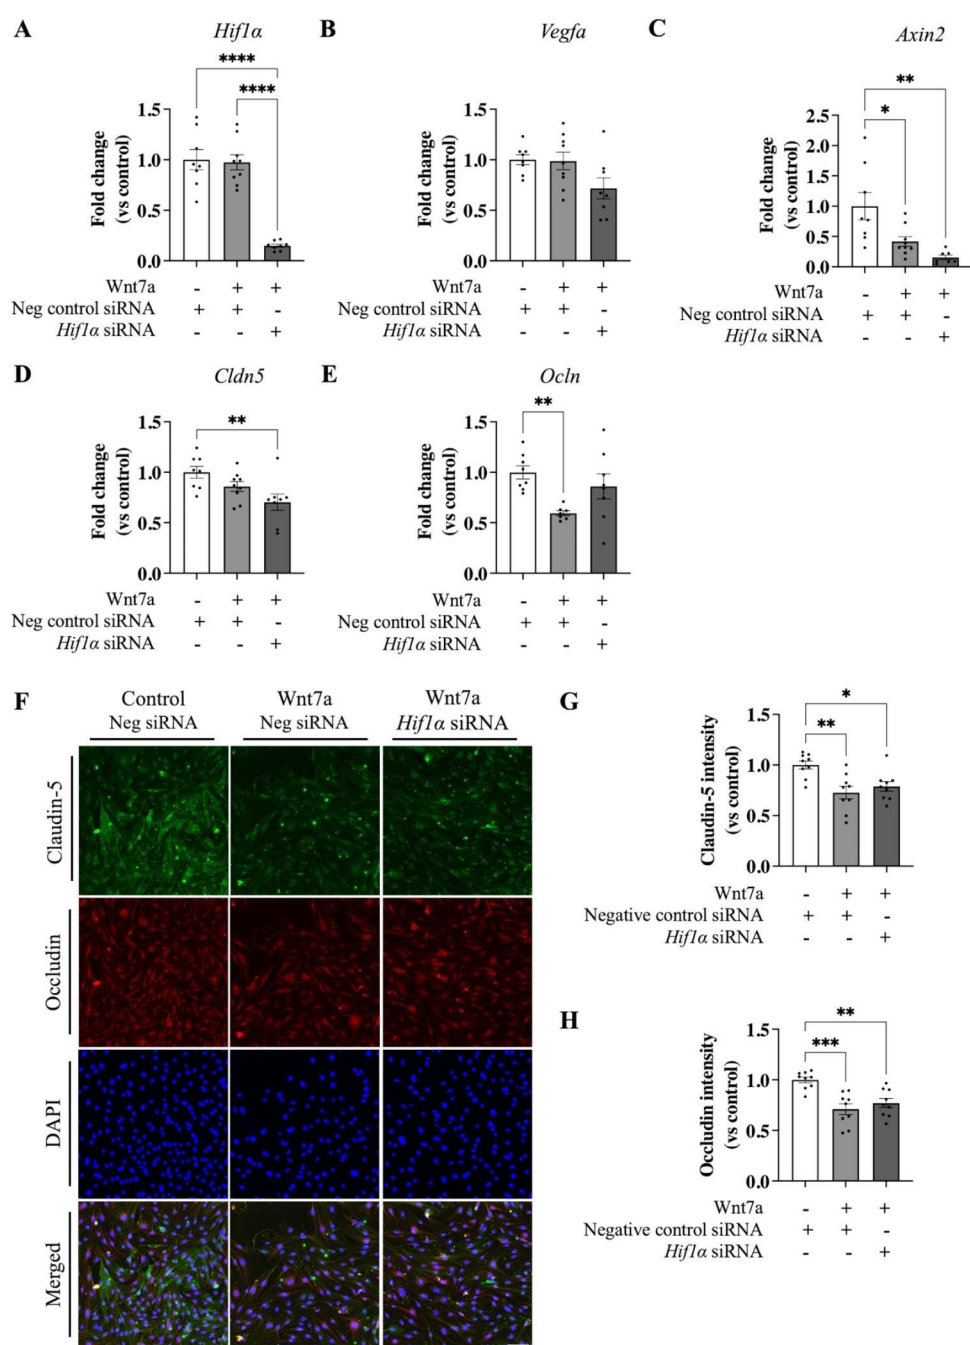 A
Hif1α
****
****
Fold change
(vs control)
1.5
1.0
0.5
0.0
Wnt7a - + +
Neg control siRNA + + -
Hif1α siRNA - - +
B
Vegfa
Fold change
(vs control)
1.5
1.0
0.5
0.0
Wnt7a - + +
Neg control siRNA + + -
Hif1α siRNA - - +
C
Axin2
**
*
Fold change
(vs control)
2.5
2.0
1.5
1.0
0.5
0.0
Wnt7a - + +
Neg control siRNA + + -
Hif1α siRNA - - +
D
Cldn5
**
Fold change
(vs control)
1.5
1.0
0.5
0.0
Wnt7a - + +
Neg control siRNA + + -
Hif1α siRNA - - +
E
Ocln
**
Fold change
(vs control)
1.5
1.0
0.5
0.0
Wnt7a - + +
Neg control siRNA + + -
Hif1α siRNA - - +
F
Control
Neg siRNA
Wnt7a
Neg siRNA
Wnt7a
Hif1α siRNA
Claudin-5
Occludin
DAPI
Merged
G
*
**
Claudin-5 intensity
(vs control)
1.5
1.0
0.5
0.0
Wnt7a - + +
Negative control siRNA + + -
Hif1α siRNA - - +
H
**
***
Occludin intensity
(vs control)
1.5
1.0
0.5
0.0
Wnt7a - + +
Negative control siRNA + + -
Hif1α siRNA - - +